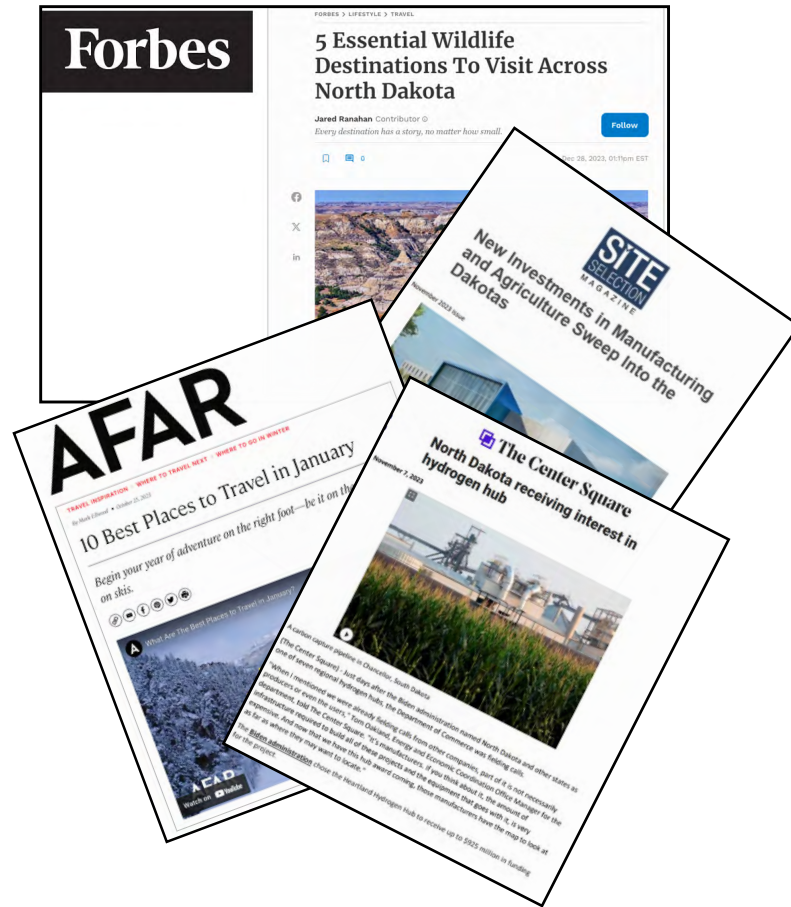 Forbes
FORBES > LIFESTYLE > TRAVEL
5 Essential Wildlife
Destinations To Visit Across
North Dakota
Jared Ranahan Contributor
Every destination has a story, no matter how small.
Follow
0
Dec 28, 2023, 01:11pm EST
in
SITE
SELECTION
MAGAZINE
New Investments in Manufacturing
and Agriculture Sweep Into the
Dakotas
November 2023 Issue
AFAR
TRAVEL INSPIRATION | WHERE TO TRAVEL NEXT | WHERE TO GO IN WINTER
By Mark Ellwood • October 25, 2023
10 Best Places to Travel in January
Begin your year of adventure on the right foot—be it on the
on skis.
A What Are The Best Places to Travel in January?
AFAR
Watch on YouTube
The Center Square
North Dakota receiving interest in
hydrogen hub
November 7, 2023
A carbon capture pipeline in Chancellor, South Dakota
(The Center Square) - Just days after the Biden administration named North Dakota and other states as
one of seven regional hydrogen hubs, the Department of Commerce was fielding calls.
"When I mentioned we were already fielding calls from other companies, part of it is not necessarily
producers or even the users," Tom Oakland, Energy and Economic Coordination Office Manager for the
department, told The Center Square. "It's manufacturers. If you think about it, the amount of
infrastructure required to build all of these projects and the equipment that goes with it, is very
expensive. And now that we have this hub award coming, those manufacturers have the map to look at
as far as where they may want to locate."
The Biden administration chose the Heartland Hydrogen Hub to receive up to $925 million in funding
for the project.